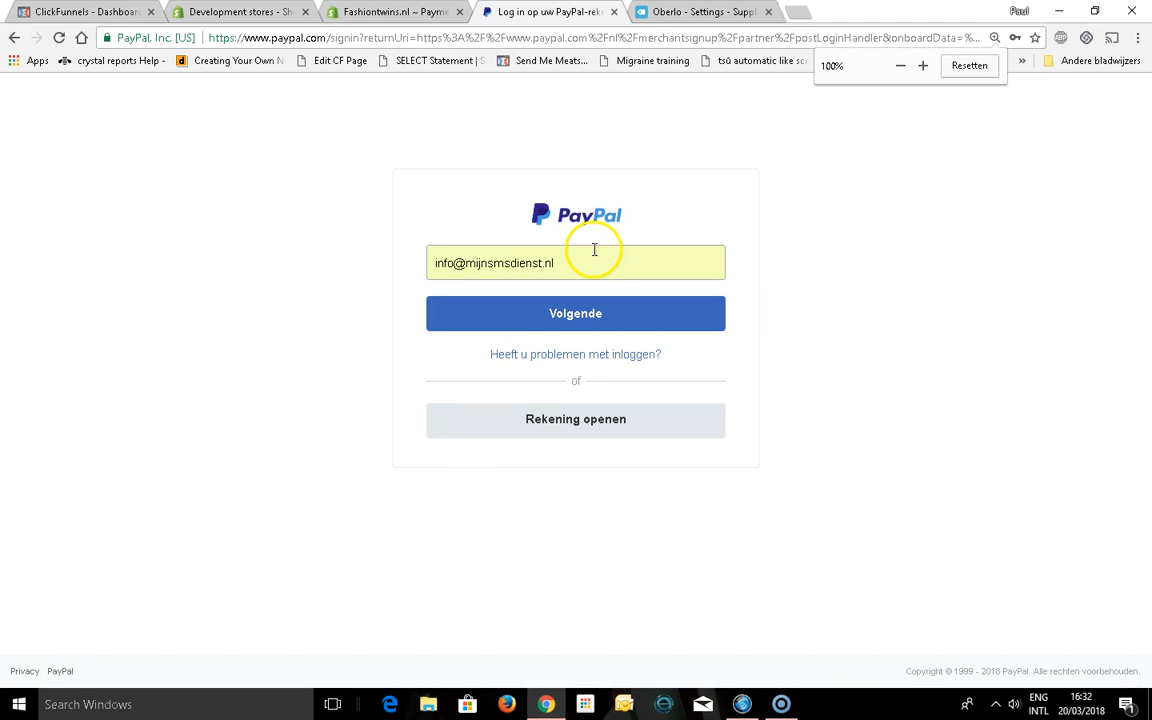 ClickFunnels - Dashboard
Development stores - Sh
Fashiontwins.nl ~ Payme
Log in op uw PayPal-reke
Oberlo - Settings - Suppl
Paul
PayPal, Inc. [US]
https://www.paypal.com/signin?returnUri=https%3A%2F%2Fwww.paypal.com%2Fnl%2Fmerchantsignup%2Fpartner%2FpostLoginHandler&onboardData=%...
Apps
crystal reports Help -
Creating Your Own N
Edit CF Page
SELECT Statement | S
Send Me Meats...
Migraine training
tsū automatic like scr
»
Andere bladwijzers
100%
−
+
Resetten
PayPal
info@mijnsmsdienst.nl
Volgende
Heeft u problemen met inloggen?
of
Rekening openen
Privacy PayPal
Copyright © 1999 - 2018 PayPal. Alle rechten voorbehouden.
Search Windows
ENG
INTL
16:32
20/03/2018
1